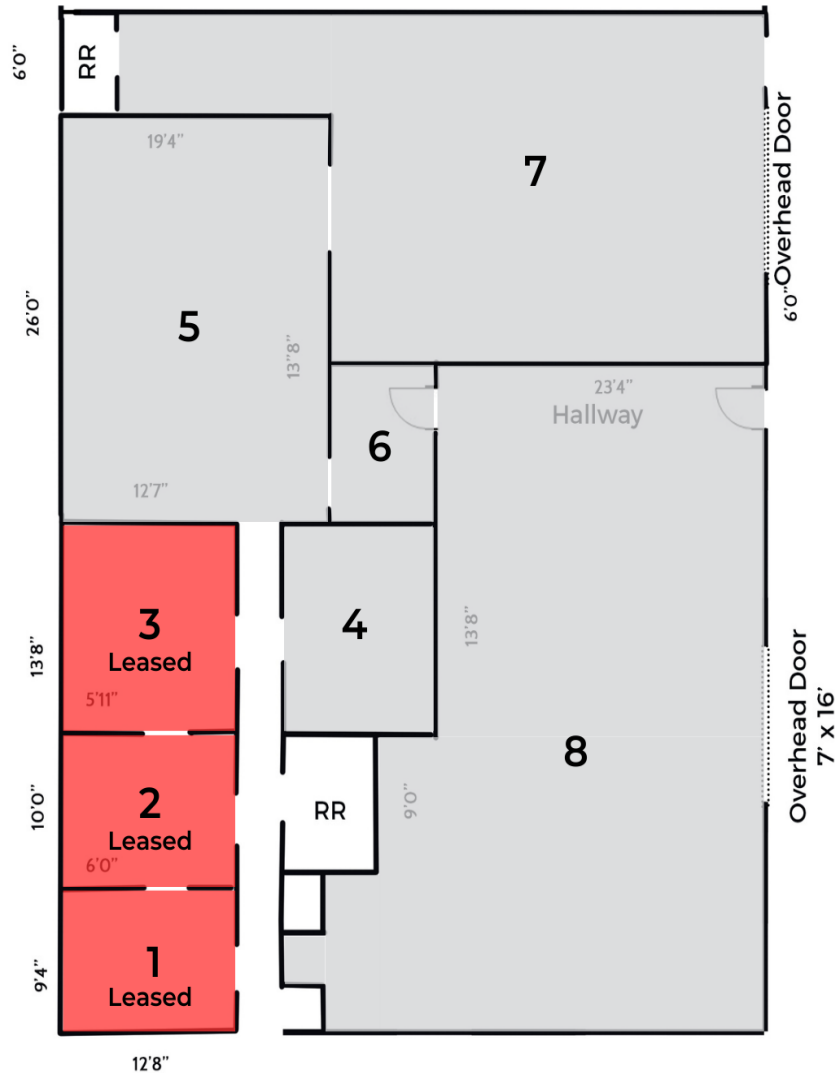 RR
6'0"
19'4"
7
Overhead Door
6'0"
26'0"
5
13"8"
23'4"
Hallway
6
12'7"
3
Leased
4
13'8"
13'8"
5'11"
Overhead Door
7' x 16'
8
2
Leased
10'0"
RR
9'0"
6'0"
1
Leased
9'4"
12'8"